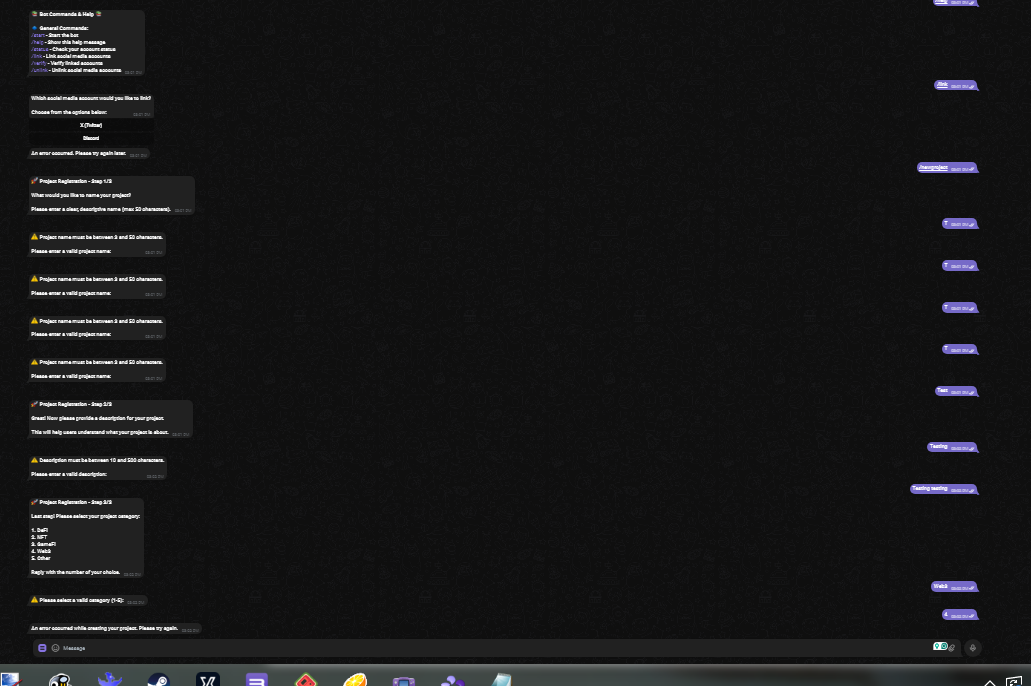 Bot Commands & Help
General Commands:
/start - Start the bot
/help - Show this help message
/status - Check your account status
/link - Link social media accounts
/verify - Verify linked accounts
/unlink - Unlink social media accounts
/link
Which social media account would you like to link?
Choose from the options below:
X (Twitter)
Discord
An error occurred. Please try again later.
/newproject
Project Registration - Step 1/3
What would you like to name your project?
Please enter a clear, descriptive name (max 50 characters).
T
⚠ Project name must be between 3 and 50 characters.
Please enter a valid project name:
T
⚠ Project name must be between 3 and 50 characters.
Please enter a valid project name:
T
⚠ Project name must be between 3 and 50 characters.
Please enter a valid project name:
T
⚠ Project name must be between 3 and 50 characters.
Please enter a valid project name:
Test
Project Registration - Step 2/3
Great! Now please provide a description for your project.
This will help users understand what your project is about.
Testing
⚠ Description must be between 10 and 500 characters.
Please enter a valid description:
Testing testing
Project Registration - Step 3/3
Last step! Please select your project category:
1. DeFi
2. NFT
3. GameFi
4. Web3
5. Other
Reply with the number of your choice.
Web3
⚠ Please select a valid category (1-5):
4
An error occurred while creating your project. Please try again.
Message